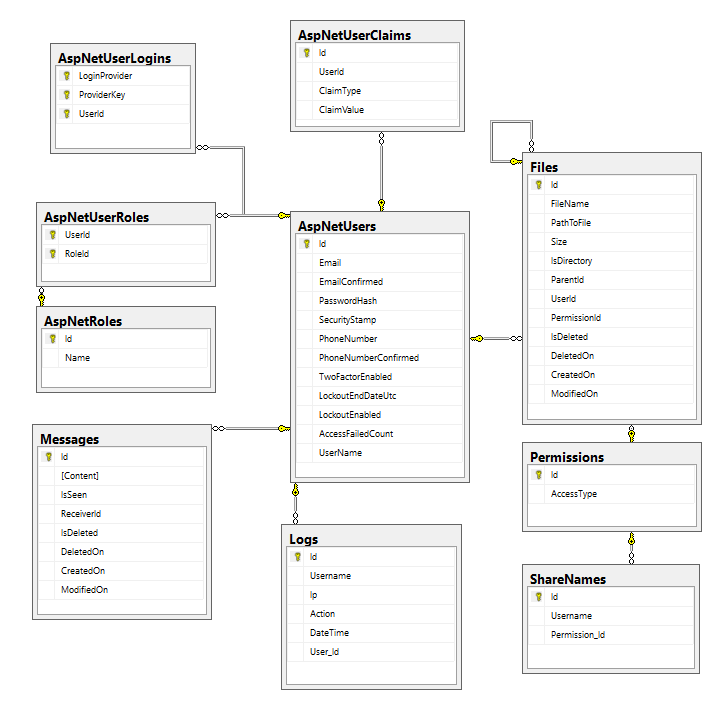 AspNetUserLogins
LoginProvider
ProviderKey
UserId
AspNetUserClaims
Id
UserId
ClaimType
ClaimValue
Files
Id
FileName
PathToFile
Size
IsDirectory
ParentId
UserId
PermissionId
IsDeleted
DeletedOn
CreatedOn
ModifiedOn
AspNetUserRoles
UserId
RoleId
AspNetUsers
Id
Email
EmailConfirmed
PasswordHash
SecurityStamp
PhoneNumber
PhoneNumberConfirmed
TwoFactorEnabled
LockoutEndDateUtc
LockoutEnabled
AccessFailedCount
UserName
AspNetRoles
Id
Name
Messages
Id
[Content]
IsSeen
ReceiverId
IsDeleted
DeletedOn
CreatedOn
ModifiedOn
Permissions
Id
AccessType
Logs
Id
Username
Ip
Action
DateTime
User_Id
ShareNames
Id
Username
Permission_Id